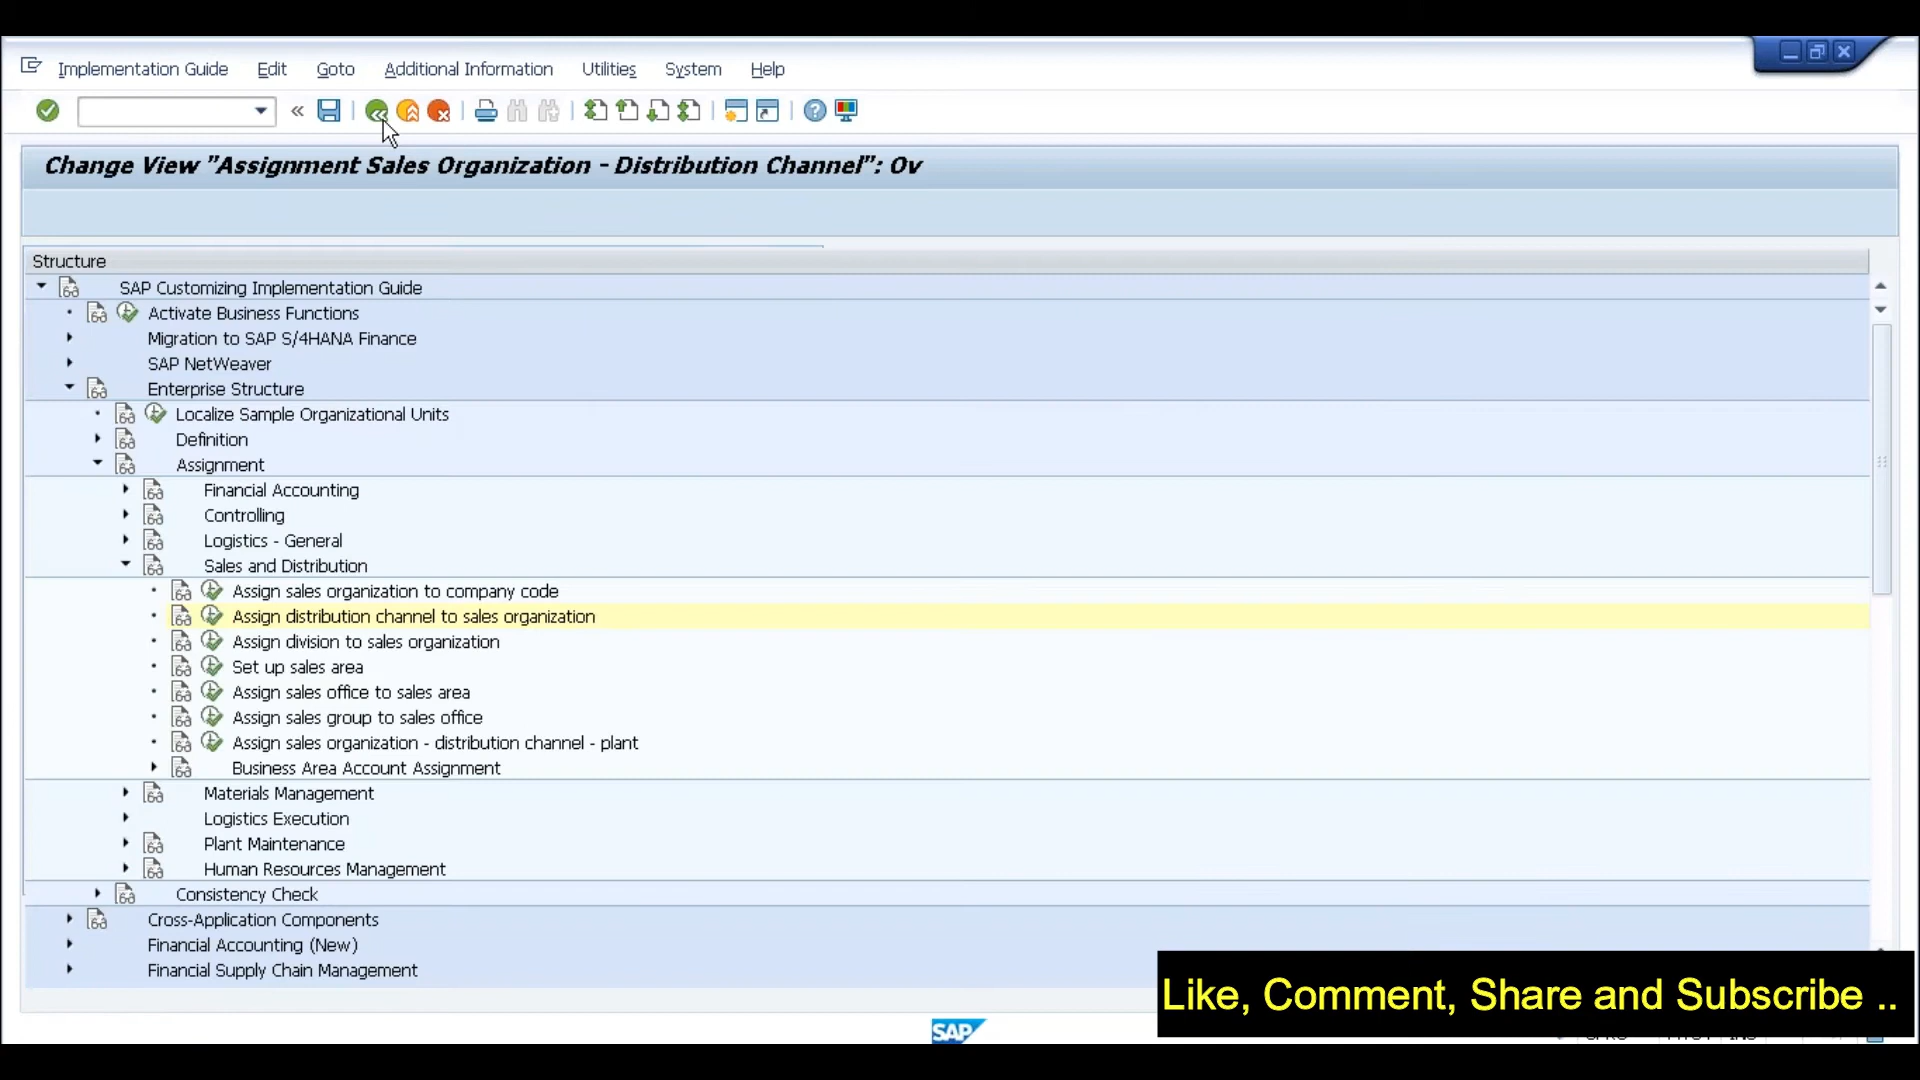 Implementation Guide Edit Goto Additional Information Utilities System Help
Change View "Assignment Sales Organization - Distribution Channel": Ov
Structure
SAP Customizing Implementation Guide
Activate Business Functions
Migration to SAP S/4HANA Finance
SAP NetWeaver
Enterprise Structure
Localize Sample Organizational Units
Definition
Assignment
Financial Accounting
Controlling
Logistics - General
Sales and Distribution
Assign sales organization to company code
Assign distribution channel to sales organization
Assign division to sales organization
Set up sales area
Assign sales office to sales area
Assign sales group to sales office
Assign sales organization - distribution channel - plant
Business Area Account Assignment
Materials Management
Logistics Execution
Plant Maintenance
Human Resources Management
Consistency Check
Cross-Application Components
Financial Accounting (New)
Financial Supply Chain Management
Like, Comment, Share and Subscribe ..
SAP